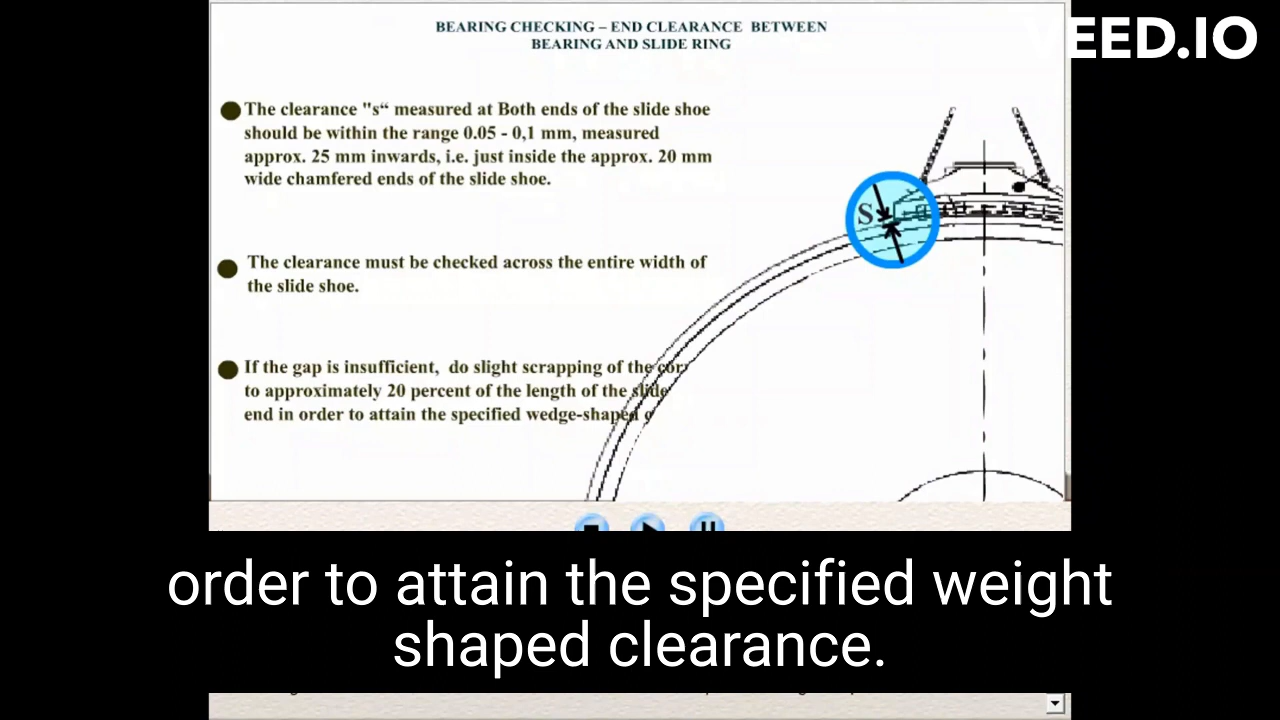 BEARING CHECKING – END CLEARANCE BETWEEN
BEARING AND SLIDE RING
EED.IO
The clearance "s“ measured at Both ends of the slide shoe
should be within the range 0.05 - 0,1 mm, measured
approx. 25 mm inwards, i.e. just inside the approx. 20 mm
wide chamfered ends of the slide shoe.
S
The clearance must be checked across the entire width of
the slide shoe.
If the gap is insufficient, do slight scrapping of the
to approximately 20 percent of the length of the slide
end in order to attain the specified wedge-shaped
order to attain the specified weight
shaped clearance.